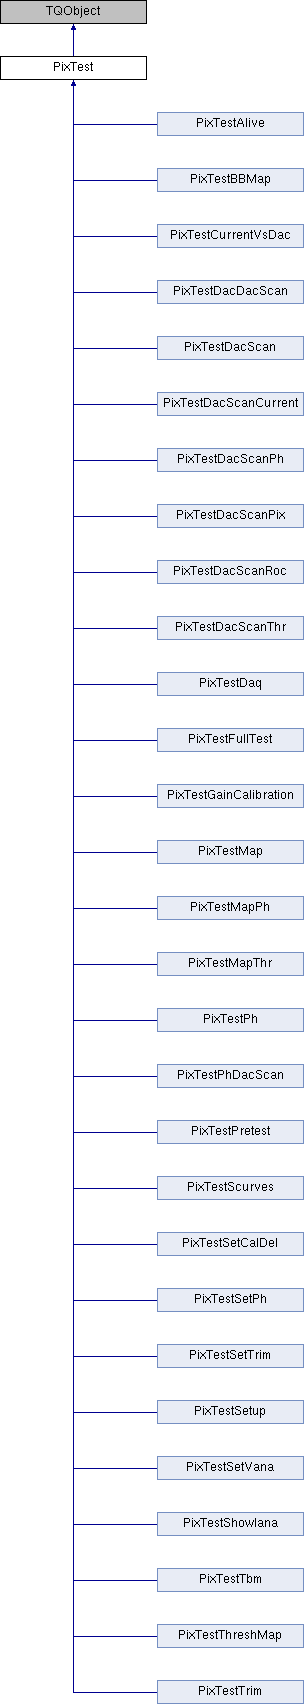 TQObject
PixTest
PixTestAlive
PixTestBBMap
PixTestCurrentVsDac
PixTestDacDacScan
PixTestDacScan
PixTestDacScanCurrent
PixTestDacScanPh
PixTestDacScanPix
PixTestDacScanRoc
PixTestDacScanThr
PixTestDaq
PixTestFullTest
PixTestGainCalibration
PixTestMap
PixTestMapPh
PixTestMapThr
PixTestPh
PixTestPhDacScan
PixTestPretest
PixTestScurves
PixTestSetCalDel
PixTestSetPh
PixTestSetTrim
PixTestSetup
PixTestSetVana
PixTestShowIana
PixTestTbm
PixTestThreshMap
PixTestTrim